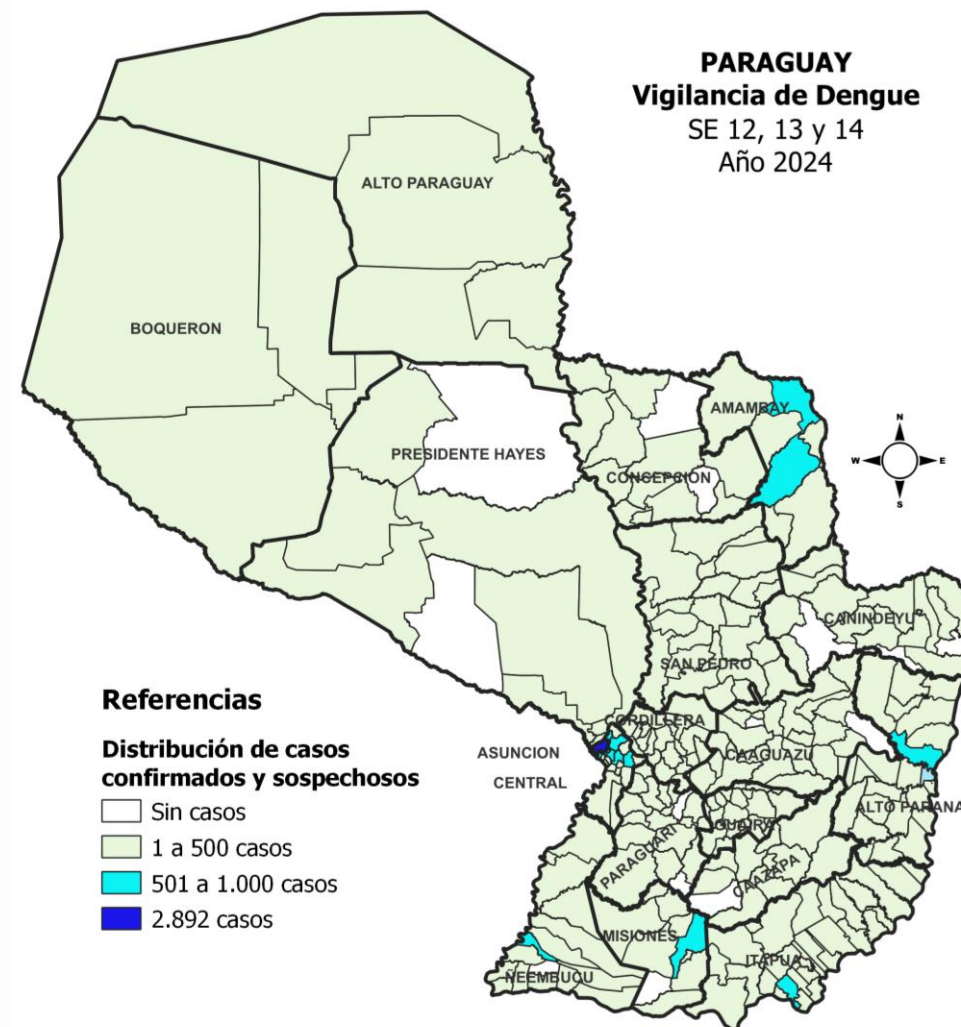 PARAGUAY
Vigilancia de Dengue
SE 12, 13 y 14
Año 2024
ALTO PARAGUAY
BOQUERON
AMAMBAY
PRESIDENTE HAYES
CONCEPCION
N
W E
S
CANINDEYU
SAN PEDRO
CORDILLERA
ASUNCION
CENTRAL
CAAGUAZU
ALTO PARANA
GUAIRA
PARAGUARI
CAAZAPA
MISIONES
ITAPUA
ÑEEMBUCU
Referencias
Distribución de casos
confirmados y sospechosos
Sin casos
1 a 500 casos
501 a 1.000 casos
2.892 casos